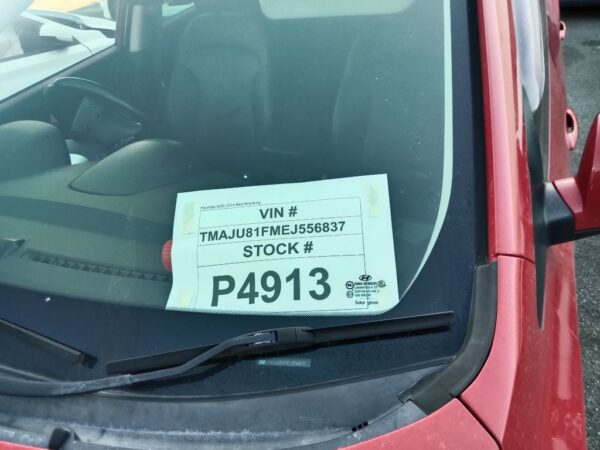 VIN #
TMAJU81FMEJ556837
STOCK #
P4913